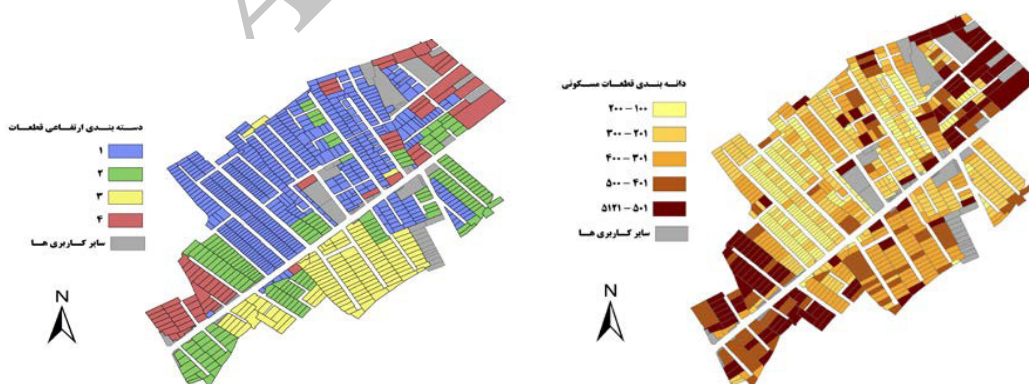 دسته بندی ارتفاعی قطعات
۱
۲
۳
۴
سایر کاربری ها
N
دانه بندی قطعات مسکونی
۲۰۰ – ۱۰۰
۳۰۰ – ۲۰۱
۴۰۰ – ۳۰۱
۵۰۰ – ۴۰۱
۵۱۲۱ – ۵۰۱
سایر کاربری ها
N